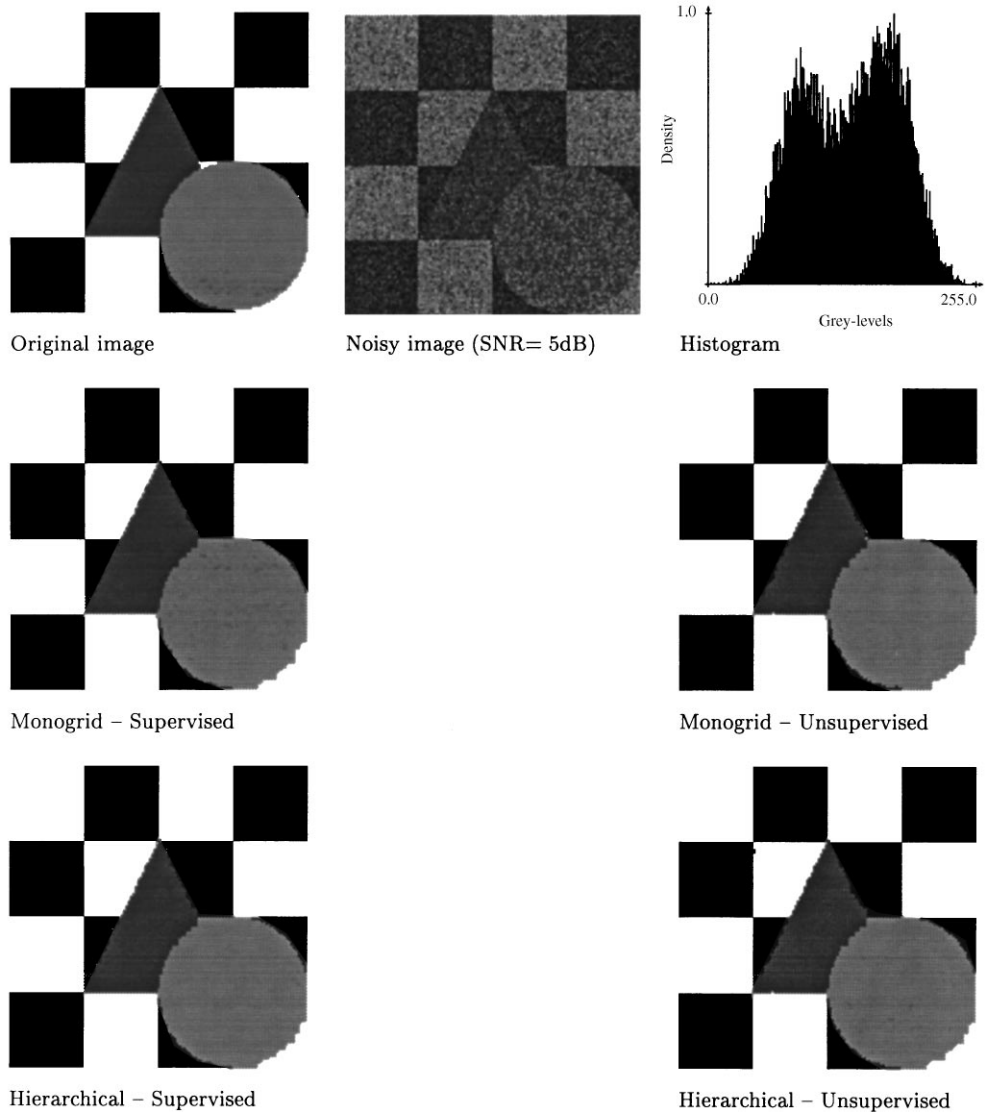 1.0
Density
0.0
255.0
Grey-levels
Original image
Noisy image (SNR= 5dB)
Histogram
Monogrid – Supervised
Monogrid – Unsupervised
Hierarchical – Supervised
Hierarchical – Unsupervised